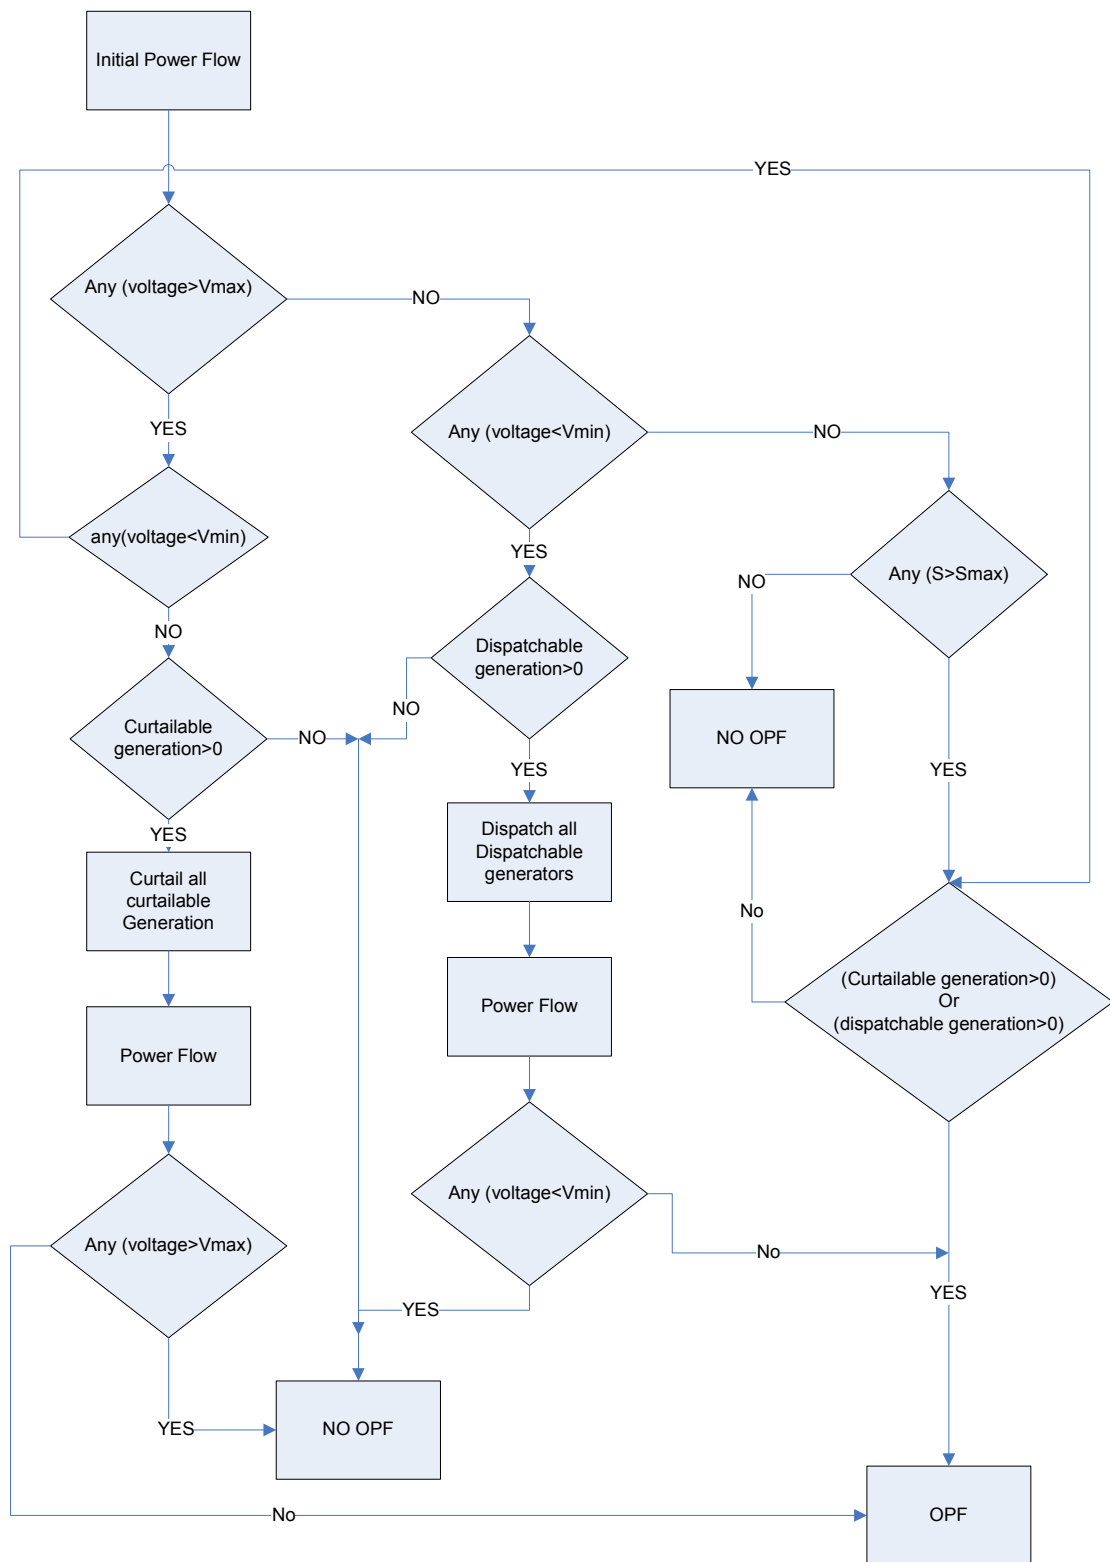 Initial Power Flow
YES
Any (voltage>Vmax)
NO
YES
Any (voltage<Vmin)
NO
any(voltage<Vmin)
YES
Any (S>Smax)
NO
NO
Dispatchable
generation>0
NO
Curtailable
generation>0
NO
NO OPF
YES
YES
YES
Dispatch all
Dispatchable
generators
Curtail all
curtailable
Generation
No
(Curtailable generation>0)
Or
(dispatchable generation>0)
Power Flow
Power Flow
Any (voltage<Vmin)
Any (voltage>Vmax)
No
YES
YES
YES
NO OPF
No
OPF